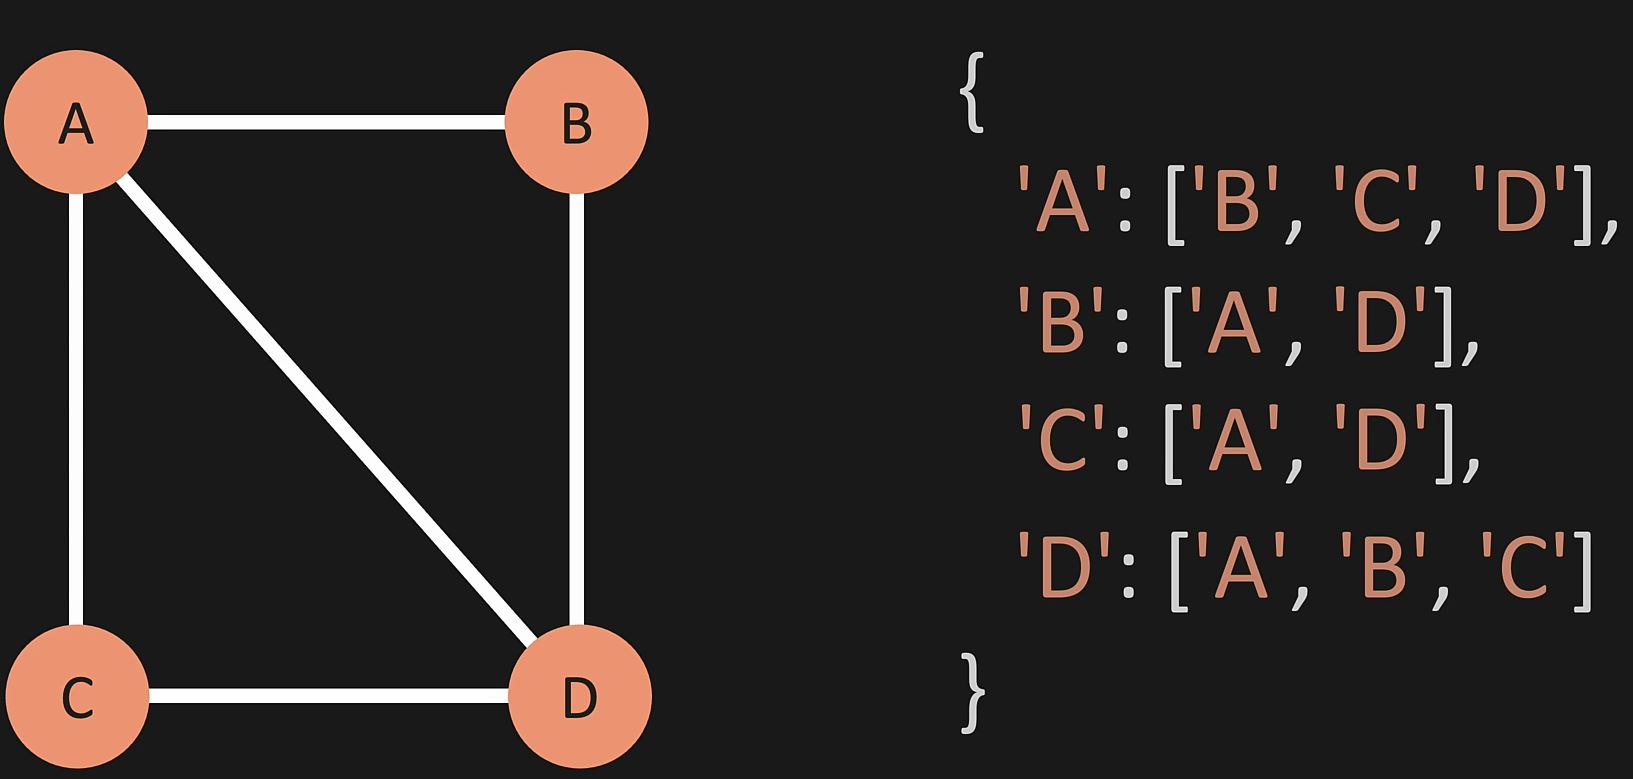 A B
C D
{
'A': ['B', 'C', 'D'],
'B': ['A', 'D'],
'C': ['A', 'D'],
'D': ['A', 'B', 'C']
}